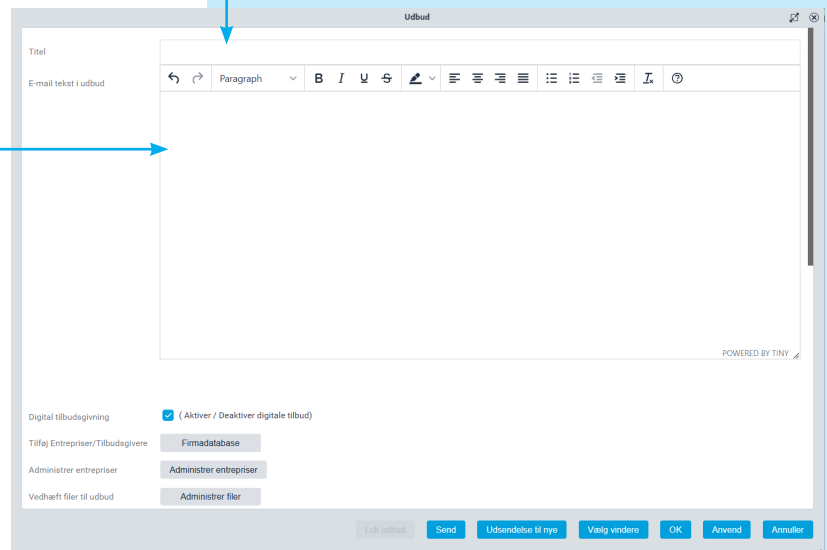 Udbud
Titel
E-mail tekst i udbud
Paragraph B I U S
POWERED BY TINY
Digital tilbudsgivning ( Aktiver / Deaktiver digitale tilbud)
Tilføj Entrepriser/Tilbudsgivere Firmadatabase
Administrer entrepriser Administrer entrepriser
Vedhæft filer til udbud Administrer filer
Luk udbud Send Udsendelse til nye Vælg vindere OK Anvend Annuller